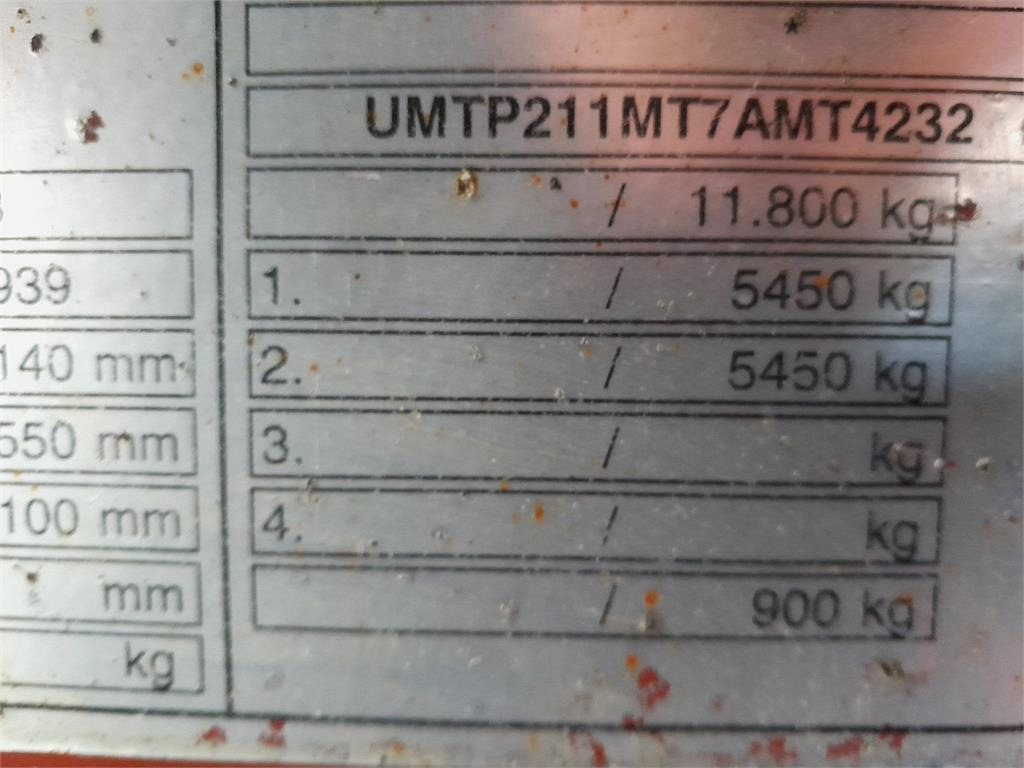 UMTP211MT7AMT4232
/ 11.800 kg
939 1. / 5450 kg
140 mm 2. / 5450 kg
550 mm 3. / kg
100 mm 4. / kg
mm / 900 kg
kg